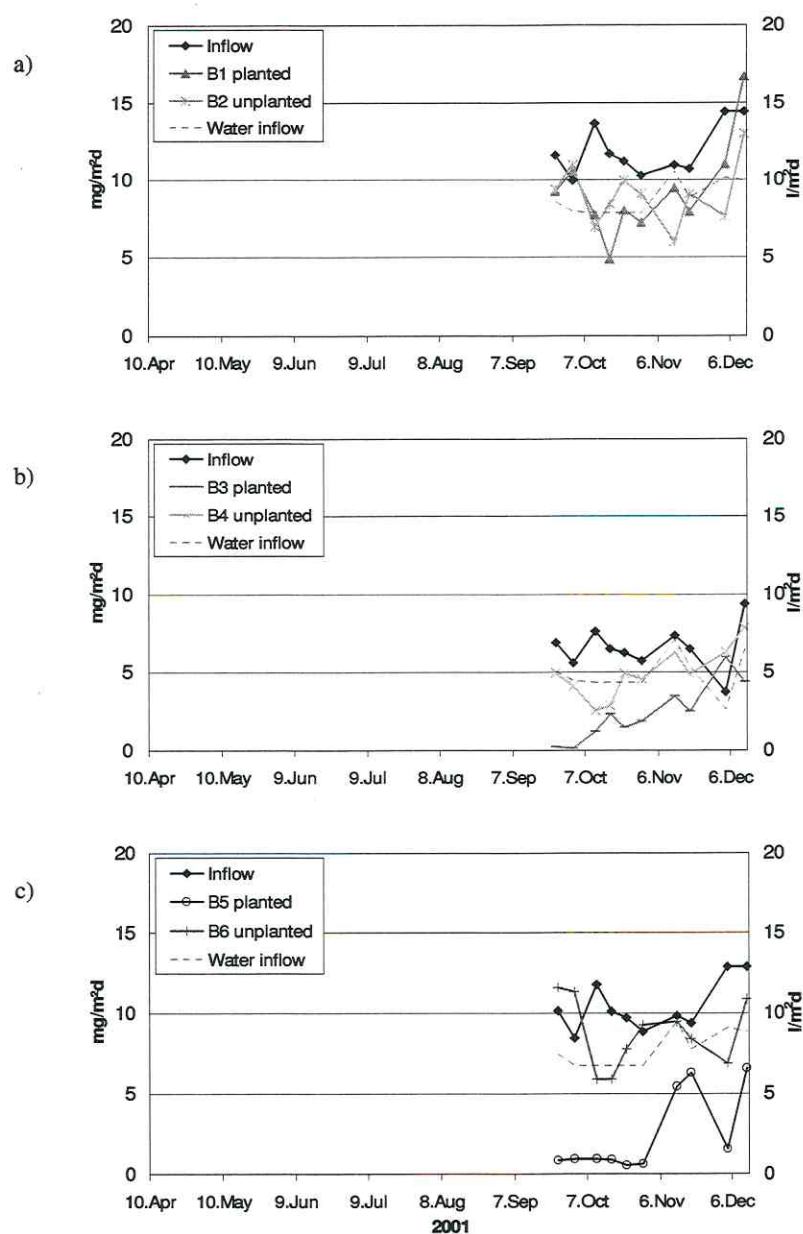 a)
20
15
10
5
0
mg/m²d
Inflow
B1 planted
B2 unplanted
Water inflow
20
15
10
5
0
l/m²d
10.Apr 10.May 9.Jun 9.Jul 8.Aug 7.Sep 7.Oct 6.Nov 6.Dec
b)
20
15
10
5
0
mg/m²d
Inflow
B3 planted
B4 unplanted
Water inflow
20
15
10
5
0
l/m²d
10.Apr 10.May 9.Jun 9.Jul 8.Aug 7.Sep 7.Oct 6.Nov 6.Dec
c)
20
15
10
5
0
mg/m²d
Inflow
B5 planted
B6 unplanted
Water inflow
20
15
10
5
0
l/m²d
10.Apr 10.May 9.Jun 9.Jul 8.Aug 7.Sep 7.Oct 6.Nov 6.Dec
2001